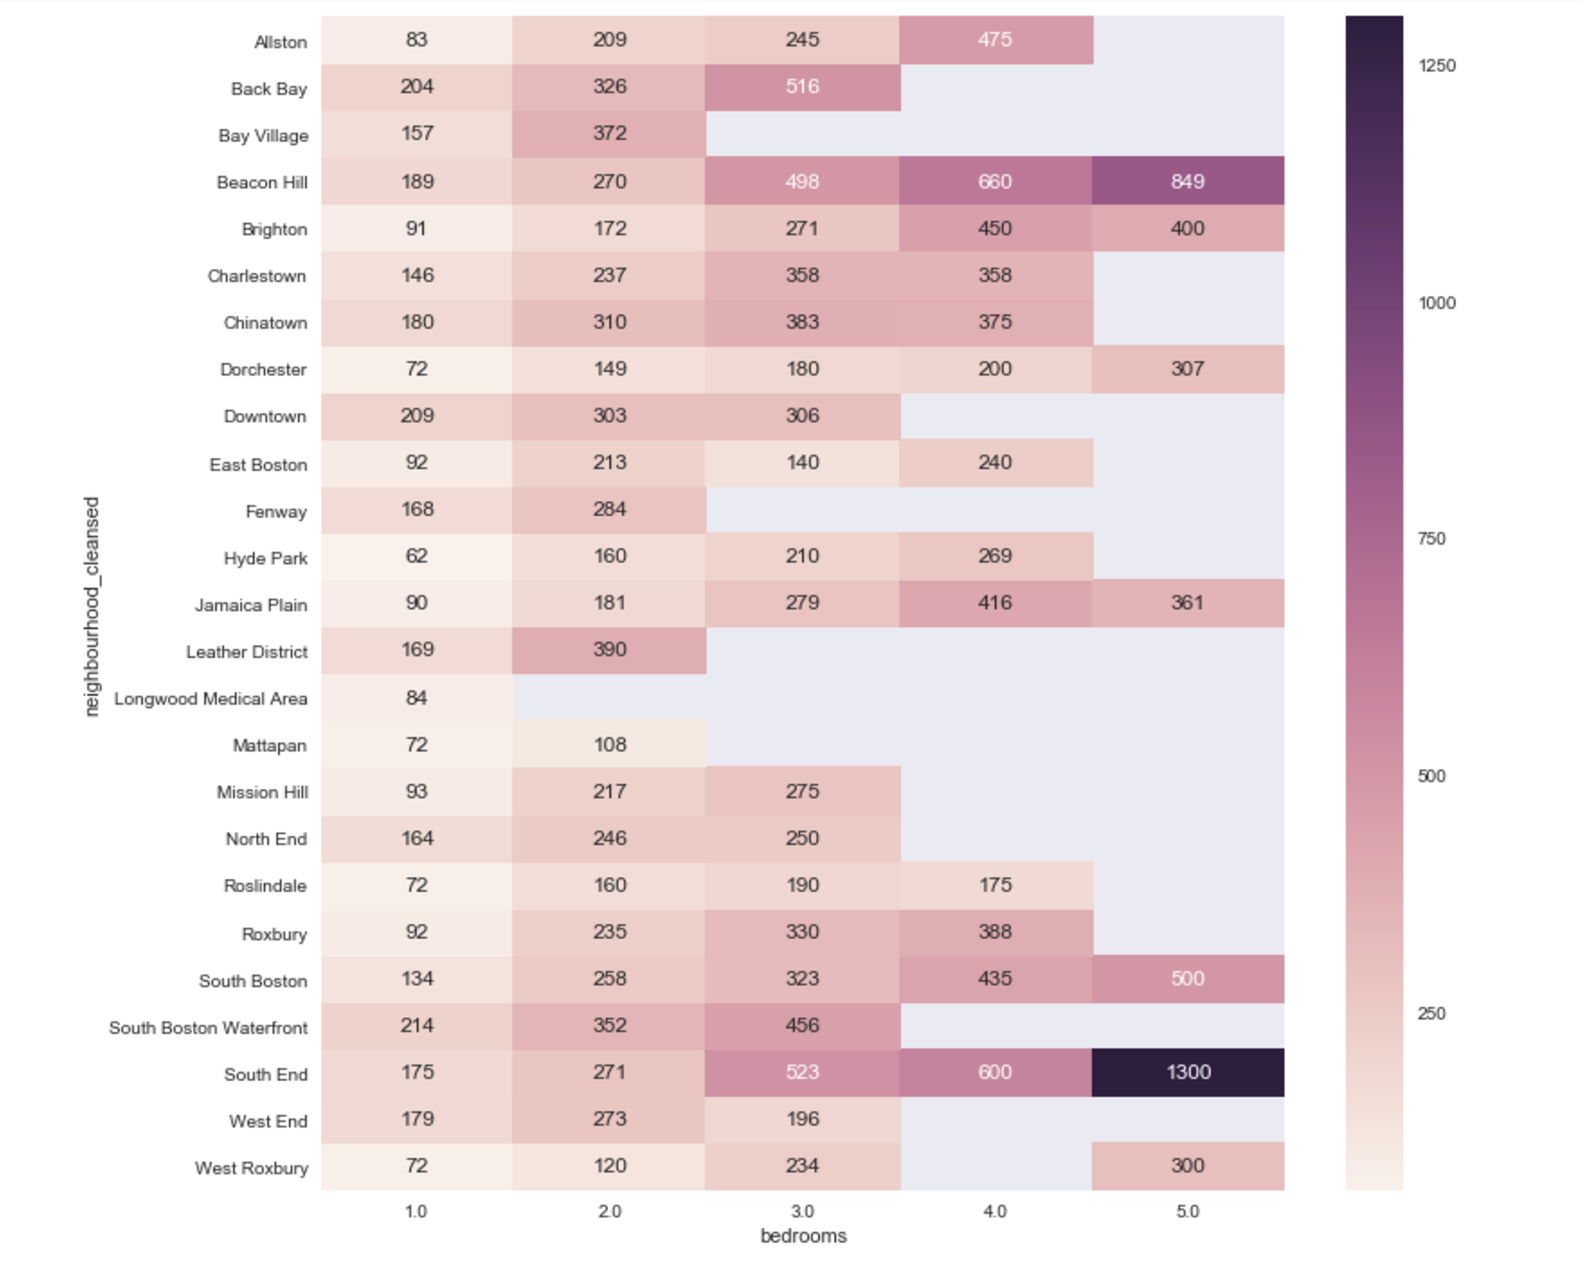 Allston 83 209 245 475
Back Bay 204 326 516
Bay Village 157 372
Beacon Hill 189 270 498 660 849
Brighton 91 172 271 450 400
Charlestown 146 237 358 358
Chinatown 180 310 383 375
Dorchester 72 149 180 200 307
Downtown 209 303 306
East Boston 92 213 140 240
Fenway 168 284
Hyde Park 62 160 210 269
Jamaica Plain 90 181 279 416 361
Leather District 169 390
Longwood Medical Area 84
Mattapan 72 108
Mission Hill 93 217 275
North End 164 246 250
Roslindale 72 160 190 175
Roxbury 92 235 330 388
South Boston 134 258 323 435 500
South Boston Waterfront 214 352 456
South End 175 271 523 600 1300
West End 179 273 196
West Roxbury 72 120 234 300
1.0 2.0 3.0 4.0 5.0
bedrooms
neighbourhood_cleansed
1250
1000
750
500
250